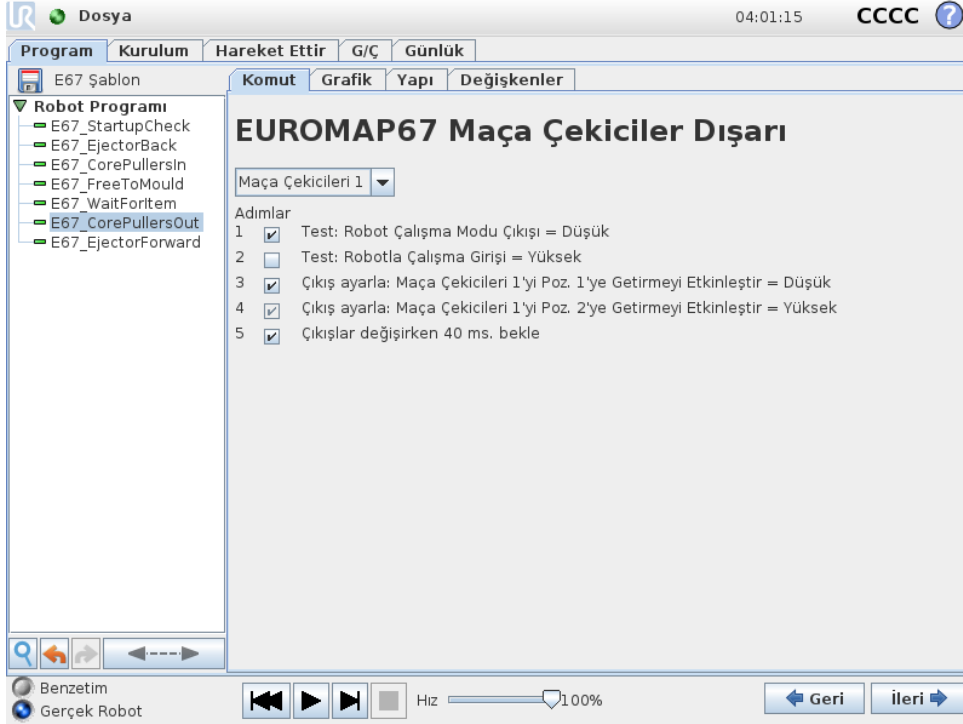 UR Dosya 04:01:15 CCCC ?
Program Kurulum Hareket Ettir G/Ç Günlük
E67 Şablon Komut Grafik Yapı Değişkenler
Robot Programı
E67_StartupCheck
E67_EjectorBack
E67_CorePullersIn
E67_FreeToMould
E67_WaitForItem
E67_CorePullersOut
E67_EjectorForward
EUROMAP67 Maça Çekiciler Dışarı
Maça Çekicileri 1
Adımlar
1 Test: Robot Çalışma Modu Çıkışı = Düşük
2 Test: Robotla Çalışma Girişi = Yüksek
3 Çıkış ayarla: Maça Çekicileri 1'yi Poz. 1'ye Getirmeyi Etkinleştir = Düşük
4 Çıkış ayarla: Maça Çekicileri 1'yi Poz. 2'ye Getirmeyi Etkinleştir = Yüksek
5 Çıkışlar değişirken 40 ms. bekle
Benzetim
Gerçek Robot
Hız 100%
Geri İleri